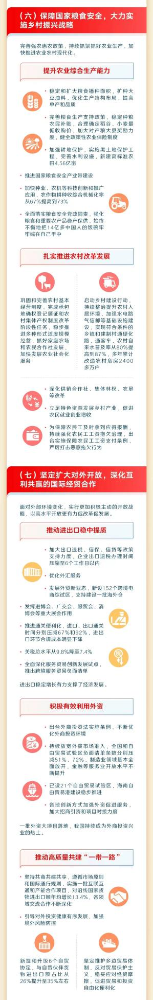 （六）保障国家粮食安全，大力实
施乡村振兴战略
完善强农惠农政策，持续抓紧抓好农业生产，加
快推进农业农村现代化。
提升农业综合生产能力
• 稳定和扩大粮食播种面积，扩种大
豆油料，优化生产结构布局，提高
单产和品质
• 完善粮食生产支持政策，稳定种粮
农民补贴，合理确定稻谷、小麦最
低收购价，加大对产粮大县奖励力
度，健全政策性农业保险制度
• 加强耕地保护，实施黑土地保护工
程，完善水利设施，新建高标准农
田4.56亿亩
• 推进国家粮食安全产业带建设
• 加快种业、农机等科技创新和推广
应用，农作物耕种收综合机械化率
从67%提高到73%
• 全面落实粮食安全党政同责，强化
粮食和重要农产品稳产保供，始终
不懈地把14亿多中国人的饭碗牢
牢端在自己手中
扎实推进农村改革发展
巩固和完善农村基本
经营制度，完成承包
地确权登记颁证和农
村集体产权制度改革
阶段性任务，稳步推
进多种形式适度规模
经营，抓好家庭农场
和农民合作社发展，
加快发展农业社会化
服务
启动乡村建设行动，
持续整治提升农村人
居环境，加强水电路
气信邮等基础设施建
设，实现符合条件的
乡镇和建制村通硬化
路、通客车，农村自
来水普及率从80%提
高到87%，多年累计
改造农村危房2400
多万户
• 深化供销合作社、集体林权、农垦
等改革
• 立足特色资源发展乡村产业，促进
农民就业创业增收
• 为保障农民工及时拿到应得报酬，
持续强化农民工工资拖欠治理，出
台实施保障农民工工资支付条例，
严厉打击恶意拖欠行为
（七）坚定扩大对外开放，深化互
利共赢的国际经贸合作
面对外部环境变化，实行更加积极主动的开放战
略，以高水平开放更有力促改革促发展。
推动进出口稳中提质
• 加大出口退税、信保、信贷等政策
支持力度，企业出口退税办理时间
压缩至6个工作日以内
• 优化外汇服务
• 发展外贸新业态，新设152个跨境电
商综试区，支持建设一批海外仓
• 发挥进博会、广交会、服贸会、消
博会等重大展会作用
• 推进通关便利化，进口、出口通关
时间分别压减67%和92%，进出
口环节合规成本明显下降
• 关税总水平从9.8%降至7.4%
• 全面深化服务贸易创新发展试点，
推出跨境服务贸易负面清单
税
进出口稳定增长有力支撑了经济发展。
积极有效利用外资
• 出台外商投资法实施条例，不断优
化外商投资环境
• 持续放宽外资市场准入，全国和自
由贸易试验区负面清单条数分别压
减51%、72%，制造业领域基本全
面放开，金融等服务业开放水平不
断提升
• 已设21个自由贸易试验区，海南自
由贸易港建设稳步推进
• 各地创新方式加强外资促进服务，
加大招商引资和项目对接力度
一批外资大项目落地，我国持续成为外商投资兴
业的热土。
推动高质量共建“一带一路”
• 坚持共商共建共享，遵循市场原则
和国际通行规则，实施一批互联互
通和产能合作项目，对沿线国家货
物进出口额年均增长13.4%，各领
域交流合作不断深化
• 引导对外投资健康有序发展，加强
境外风险防控
新签和升级6个自贸
协定，与自贸伙伴货
物进出口额占比从
26%提升至35%左右
坚定维护多边贸易体
制，反对贸易保护主
义，稳妥应对经贸摩
擦，促进贸易和投资
自由化便利化